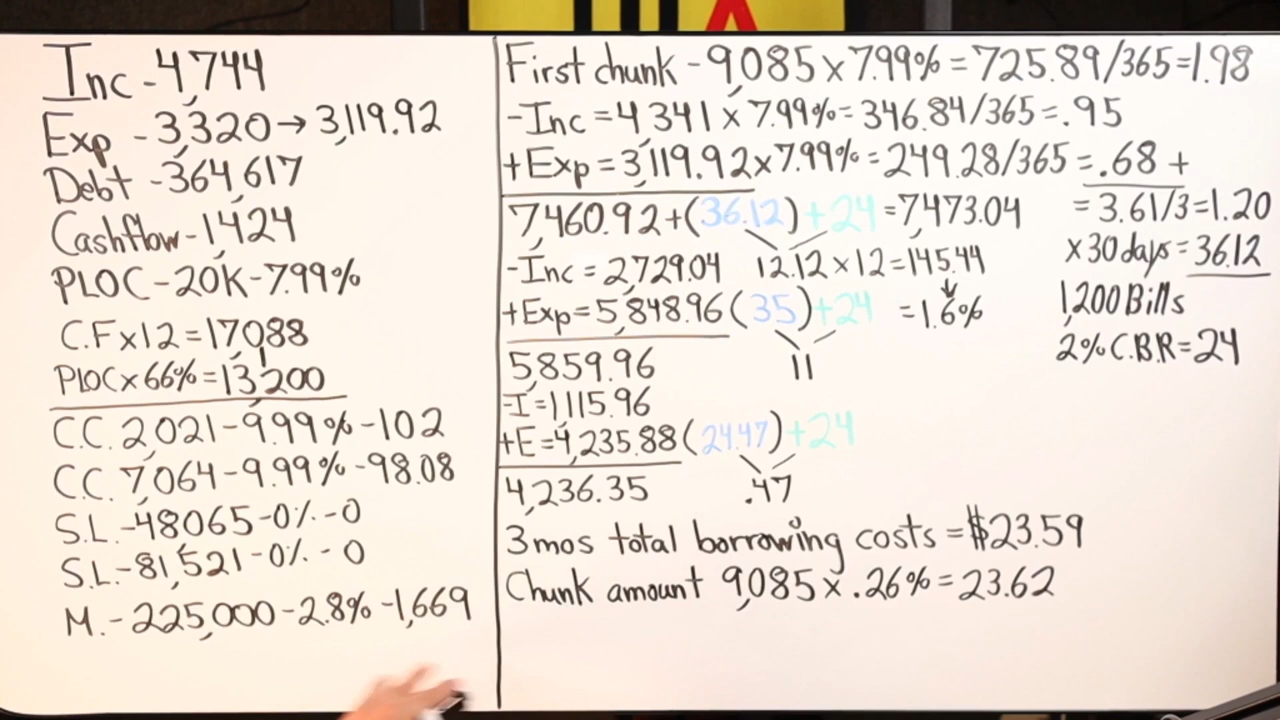 Inc - 4,744
Exp - 3,320 → 3,119.92
Debt - 364,617
Cashflow - 1,424
PLOC - 20K - 7.99%
C.F x 12 = 17,088
PLOC x 66% = 13,200
C.C. 2,021 - 9.99% - 102
C.C. 7,064 - 9.99% - 98.08
S.L. - 48065 - 0% - 0
S.L. - 81,521 - 0% - 0
M. - 225,000 - 2.8% - 1,669
First chunk - 9,085 x 7.99% = 725.89/365 = 1.98
- Inc = 4,341 x 7.99% = 346.84/365 = .95
+ Exp = 3,119.92 x 7.99% = 249.28/365 = .68 +
7,460.92 + (36.12) + 24 = 7,473.04
= 3.61/3 = 1.20
- Inc = 2,729.04
12.12 x 12 = 145.44
x 30 days = 36.12
+ Exp = 5,848.96 (35) + 24
= 1.6%
1,200 Bills
5,859.96
11
2% C.B.R = 24
- I = 1115.96
+ E = 4,235.88 (24.47) + 24
4,236.35
.47
3 mos total borrowing costs = $23.59
Chunk amount 9,085 x .26% = 23.62